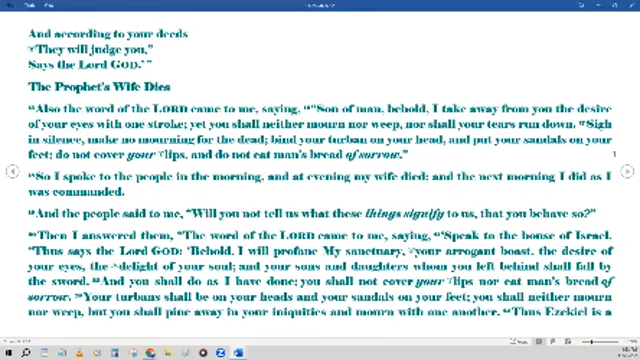 And according to your deeds
They will judge you,"
Says the Lord GOD.' "
The Prophet's Wife Dies
Also the word of the LORD came to me, saying, "Son of man, behold, I take away from you the desire
of your eyes with one stroke; yet you shall neither mourn nor weep, nor shall your tears run down. Sigh
in silence, make no mourning for the dead; bind your turban on your head, and put your sandals on your
feet; do not cover your lips, and do not eat man's bread of sorrow."
So I spoke to the people in the morning, and at evening my wife died; and the next morning I did as I
was commanded.
And the people said to me, "Will you not tell us what these things signify to us, that you behave so?"
Then I answered them, "The word of the LORD came to me, saying, 'Speak to the house of Israel,
'Thus says the Lord GOD: 'Behold, I will profane My sanctuary, your arrogant boast, the desire of
your eyes, the delight of your soul; and your sons and daughters whom you left behind shall fall by
the sword. And you shall do as I have done; you shall not cover your lips nor eat man's bread of
sorrow. Your turbans shall be on your heads and your sandals on your feet; you shall neither mourn
nor weep, but you shall pine away in your iniquities and mourn with one another. Thus Ezekiel is a